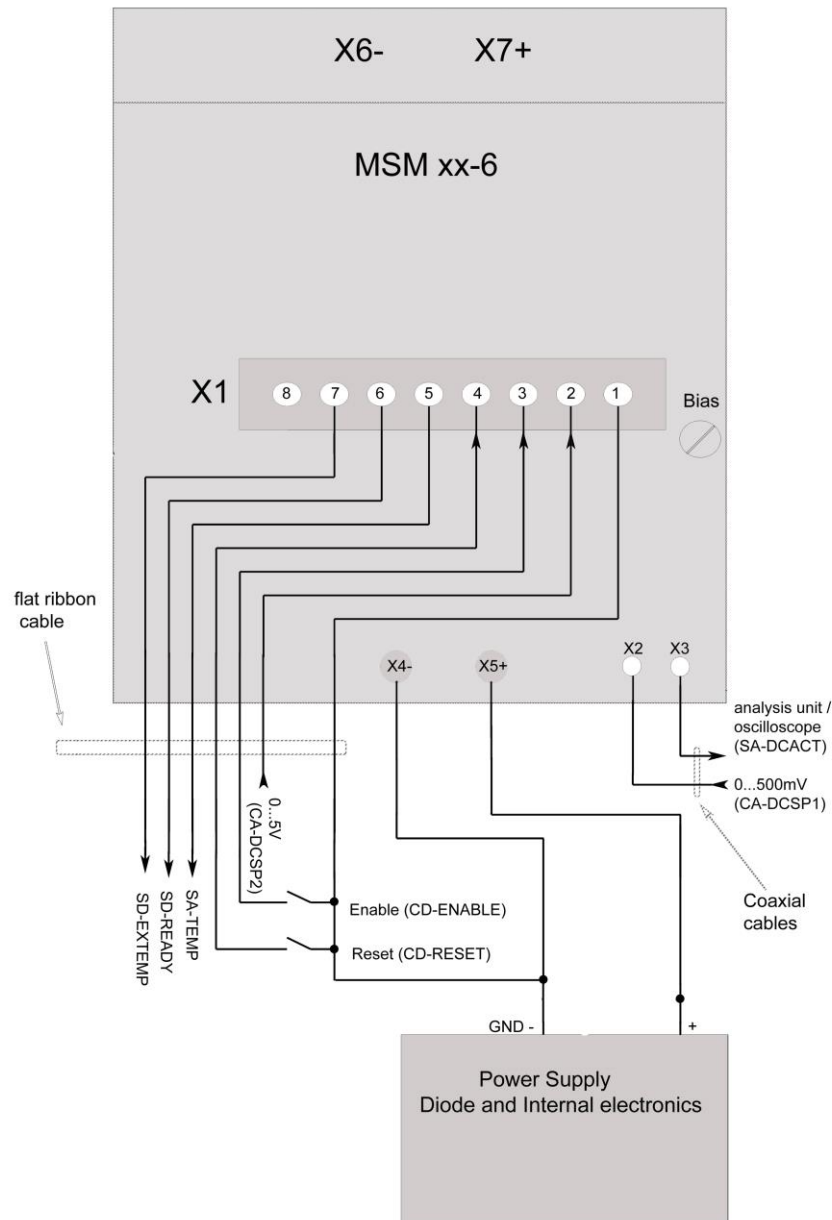 X6- X7+
MSM xx-6
X1 8 7 6 5 4 3 2 1
Bias
flat ribbon
cable
X4- X5+ X2 X3
analysis unit /
oscilloscope
(SA-DCACT)
0...500mV
(CA-DCSP1)
0...5V
(CA-DCSP2)
SD-EXTEMP
SD-READY
SA-TEMP
Enable (CD-ENABLE)
Reset (CD-RESET)
Coaxial
cables
GND - +
Power Supply
Diode and Internal electronics